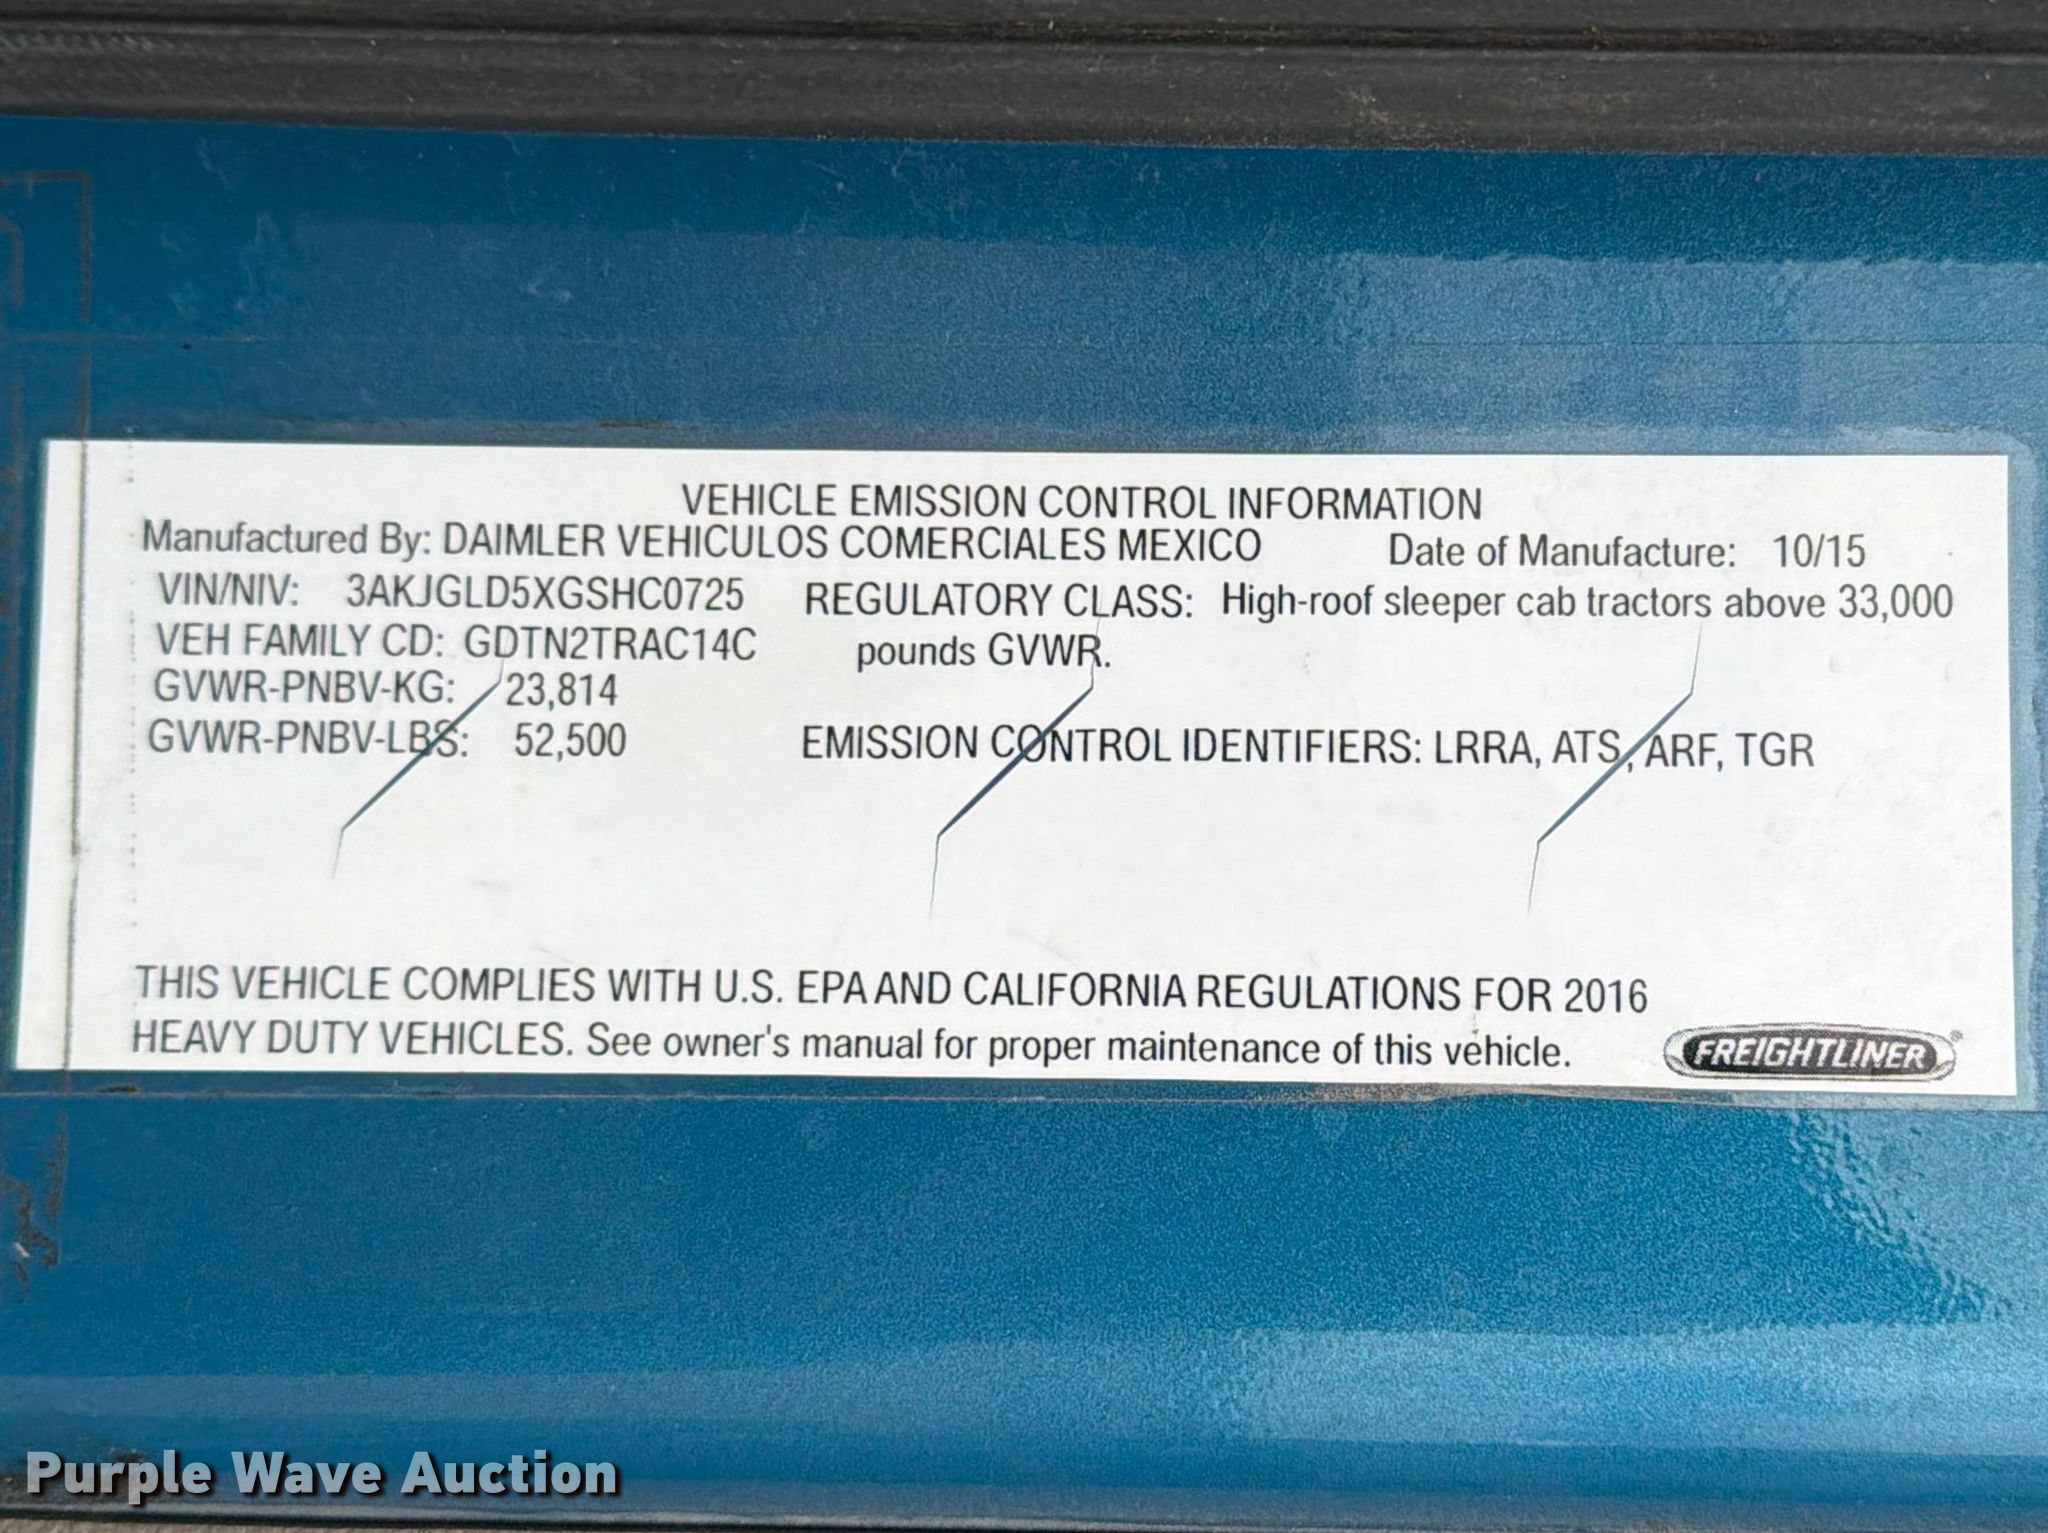 VEHICLE EMISSION CONTROL INFORMATION
Manufactured By: DAIMLER VEHICULOS COMERCIALES MEXICO Date of Manufacture: 10/15
VIN/NIV: 3AKJGLD5XGSHC0725 REGULATORY CLASS: High-roof sleeper cab tractors above 33,000
VEH FAMILY CD: GDTN2TRAC14C pounds GVWR.
GVWR-PNBV-KG: 23,814
GVWR-PNBV-LBS: 52,500 EMISSION CONTROL IDENTIFIERS: LRRA, ATS, ARF, TGR
THIS VEHICLE COMPLIES WITH U.S. EPA AND CALIFORNIA REGULATIONS FOR 2016
HEAVY DUTY VEHICLES. See owner's manual for proper maintenance of this vehicle.
FREIGHTLINER®
Purple Wave Auction